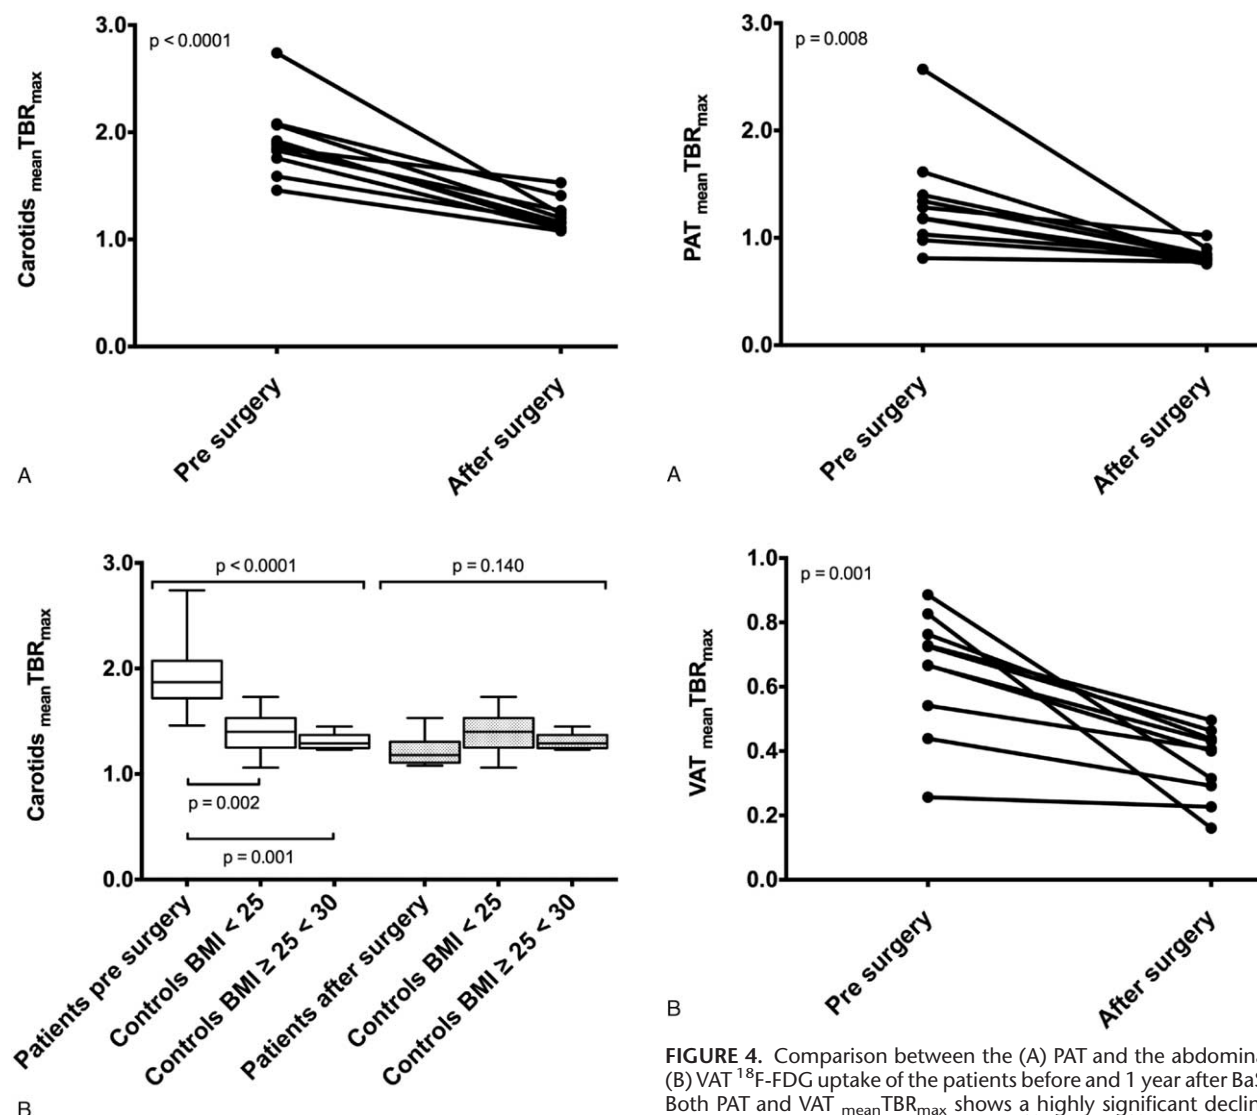 3.0
p < 0.0001
2.0
1.0
0.0
Carotids meanTBRmax
Pre surgery
After surgery
A
3.0
p = 0.008
2.0
1.0
0.0
PAT meanTBRmax
Pre surgery
After surgery
A
3.0
p < 0.0001
p = 0.140
2.0
1.0
p = 0.002
p = 0.001
0.0
Carotids meanTBRmax
Patients pre surgery
Controls BMI < 25
Controls BMI ≥ 25 < 30
Patients after surgery
Controls BMI < 25
Controls BMI ≥ 25 < 30
B
1.0
p = 0.001
0.8
0.6
0.4
0.2
0.0
VAT meanTBRmax
Pre surgery
After surgery
B
FIGURE 4. Comparison between the (A) PAT and the abdomina
(B) VAT 18F-FDG uptake of the patients before and 1 year after BaS
Both PAT and VAT meanTBRmax shows a highly significant declin